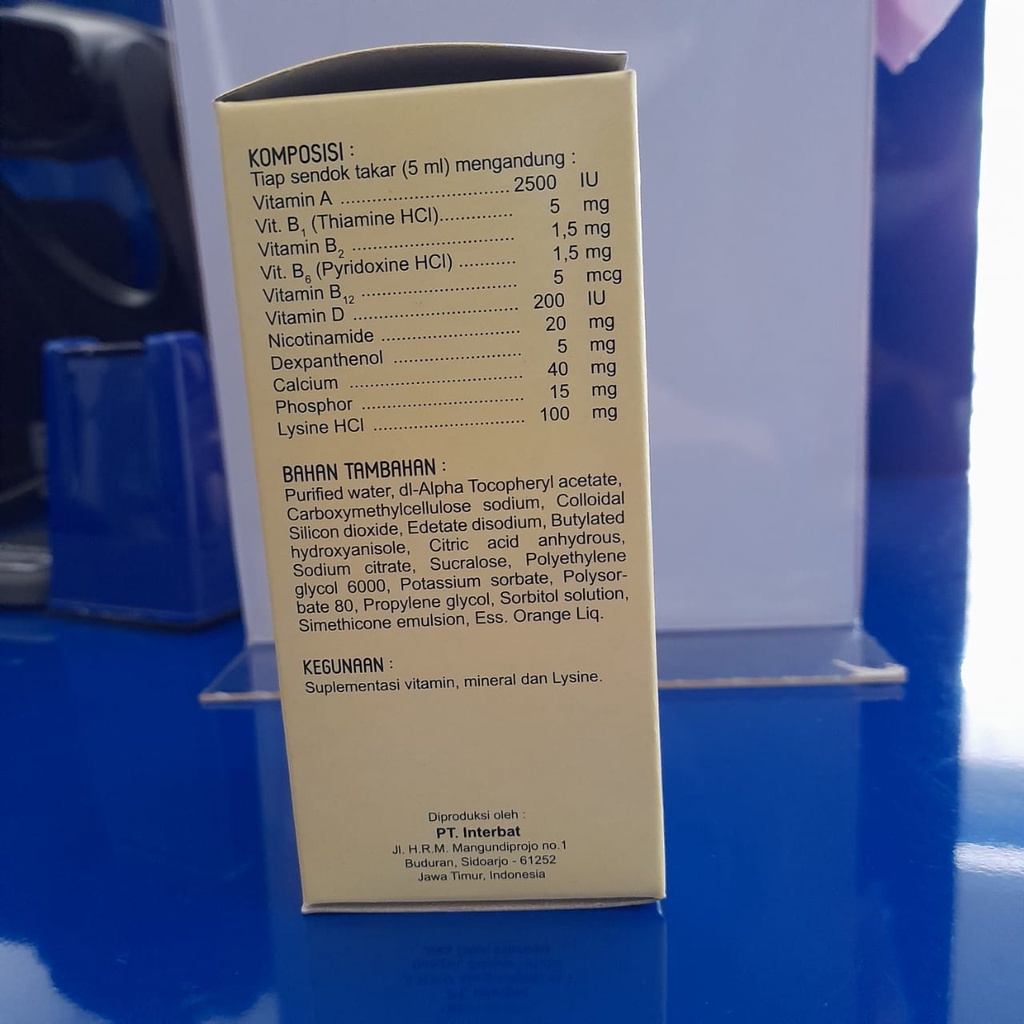 KOMPOSISI :
Tiap sendok takar (5 ml) mengandung :
Vitamin A .................................. 2500 IU
Vit. B1 (Thiamine HCl)............... 5 mg
Vitamin B2 ................................. 1,5 mg
Vit. B6 (Pyridoxine HCl) ........... 1,5 mg
Vitamin B12 ................................ 5 mcg
Vitamin D ................................... 200 IU
Nicotinamide ............................. 20 mg
Dexpanthenol ........................... 5 mg
Calcium .................................... 40 mg
Phosphor .................................. 15 mg
Lysine HCl ................................ 100 mg
BAHAN TAMBAHAN :
Purified water, dl-Alpha Tocopheryl acetate,
Carboxymethylcellulose sodium, Colloidal
Silicon dioxide, Edetate disodium, Butylated
hydroxyanisole, Citric acid anhydrous,
Sodium citrate, Sucralose, Polyethylene
glycol 6000, Potassium sorbate, Polysor-
bate 80, Propylene glycol, Sorbitol solution,
Simethicone emulsion, Ess. Orange Liq.
KEGUNAAN :
Suplementasi vitamin, mineral dan Lysine.
Diproduksi oleh :
PT. Interbat
Jl. H.R.M. Mangundiprojo no.1
Buduran, Sidoarjo - 61252
Jawa Timur, Indonesia